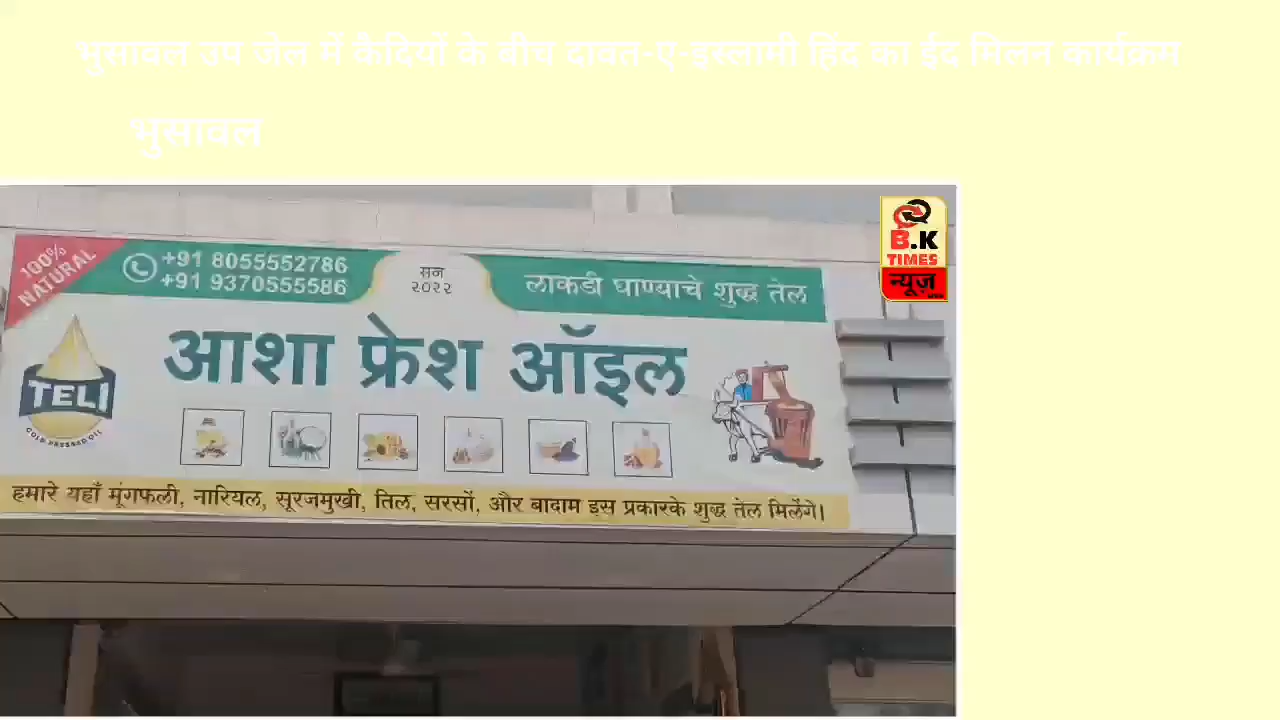 भुसावल उप जेल में कैदियों के बीच दावत-ए-इस्लामी हिंद का ईद मिलन कार्यक्रम
भुसावल
B.K
TIMES
न्यूज़
100%
NATURAL
+91 8055552786
+91 9370555586
सन
२०२२
लाकडी घाण्याचे शुद्ध तेल
आशा फ्रेश ऑइल
TELI
COLD PRESSED OIL
हमारे यहाँ मूंगफली, नारियल, सूरजमुखी, तिल, सरसों, और बादाम इस प्रकारके शुद्ध तेल मिलेंगे।